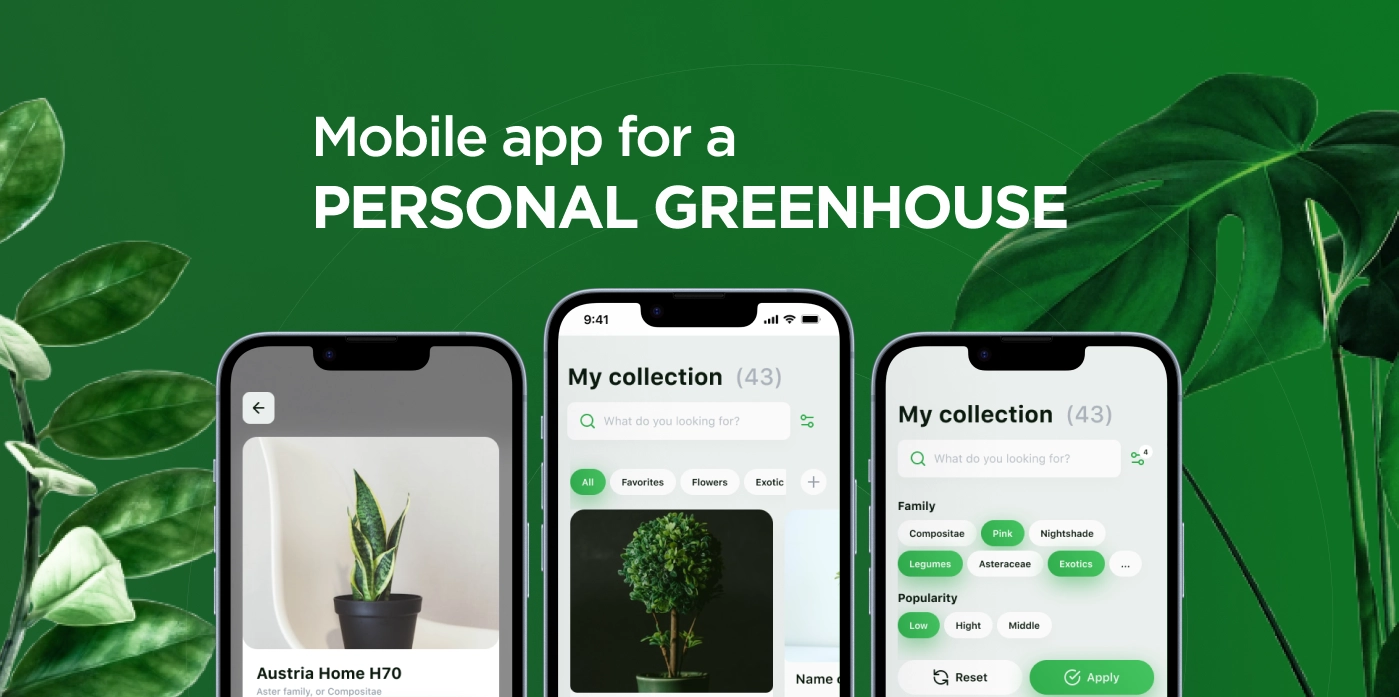 Mobile app for a
PERSONAL GREENHOUSE
Austria Home H70
Aster family, or Compositae
9:41
My collection (43)
What do you looking for?
All Favorites Flowers Exotic
My collection (43)
What do you looking for? 4
Family
Compositae Pink Nightshade
Legumes Asteraceae Exotics ...
Popularity
Low Hight Middle
Reset Apply